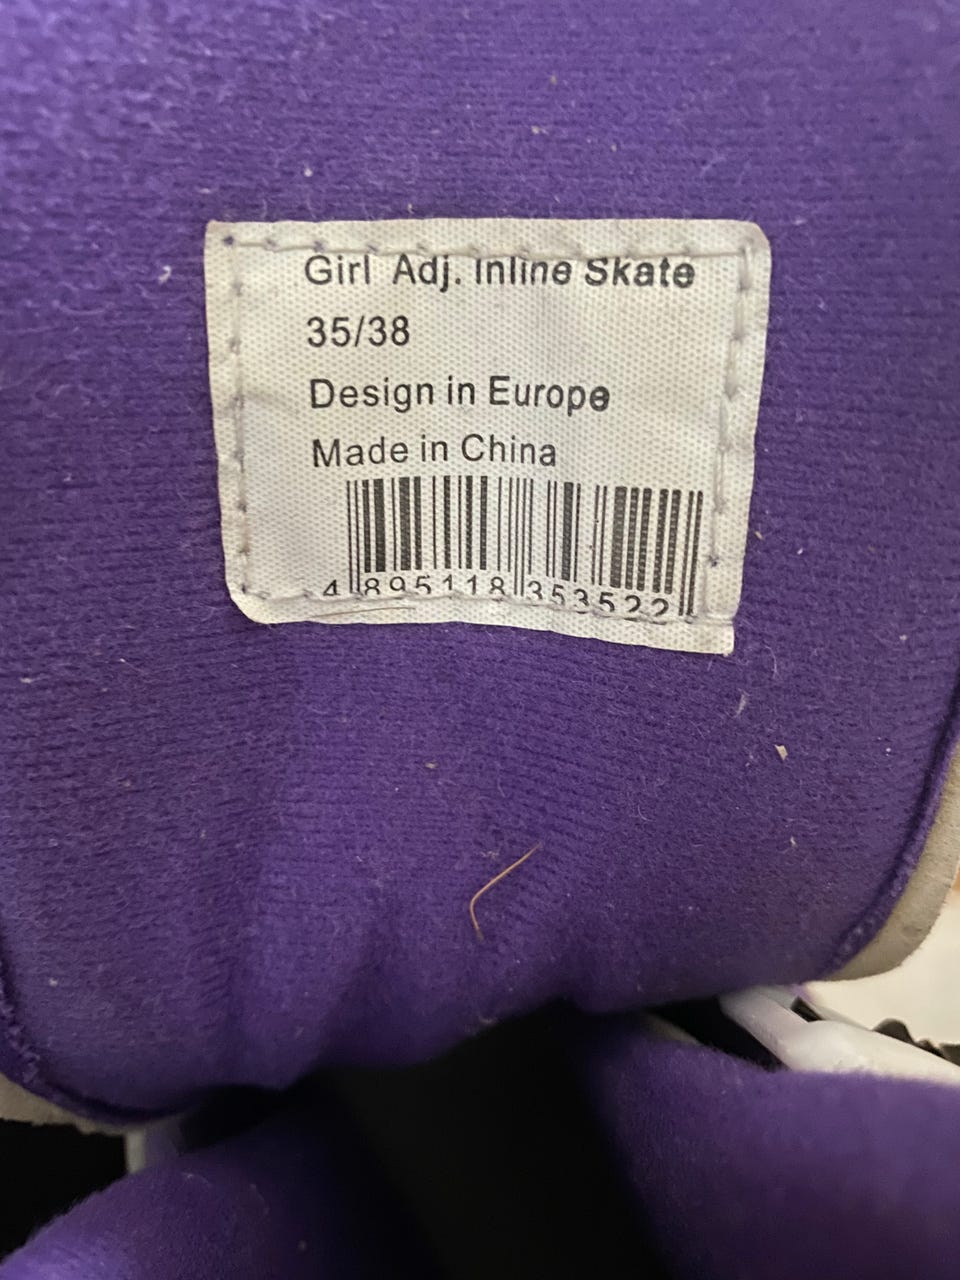 Girl Adj. Inline Skate
35/38
Design in Europe
Made in China
4 895118 353522